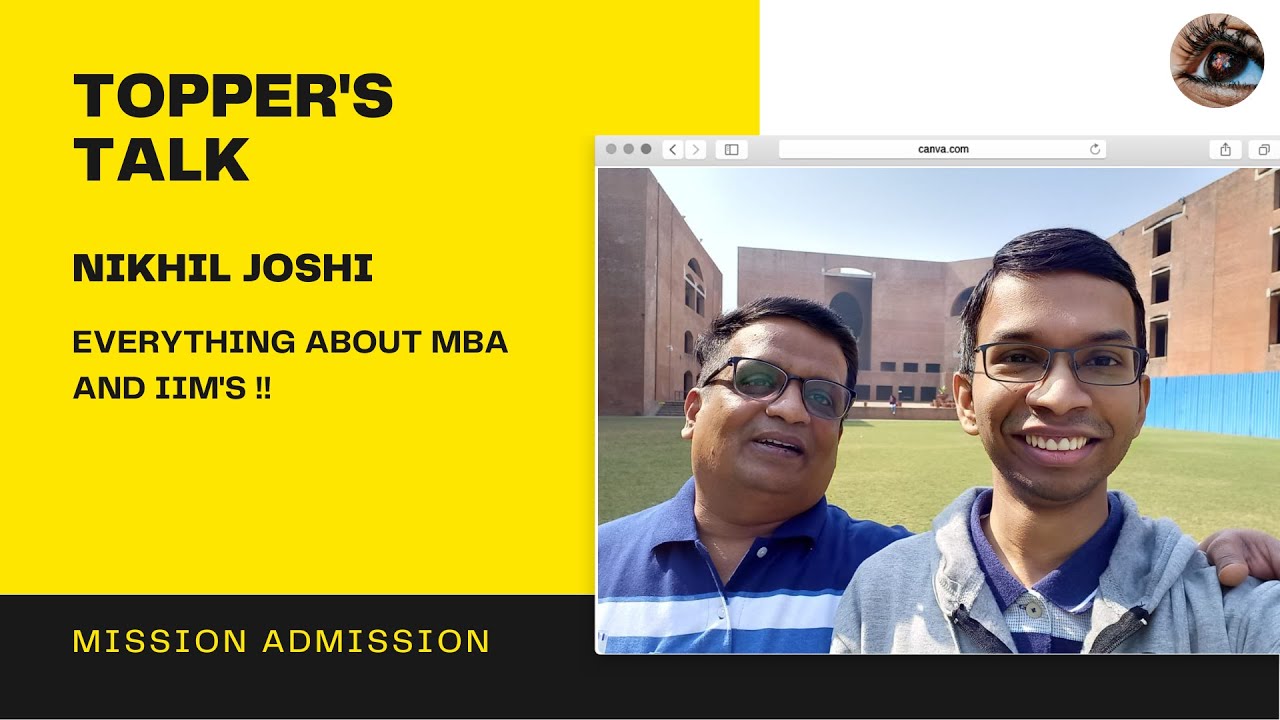 TOPPER'S
TALK
NIKHIL JOSHI
EVERYTHING ABOUT MBA
AND IIM'S !!
MISSION ADMISSION
canva.com